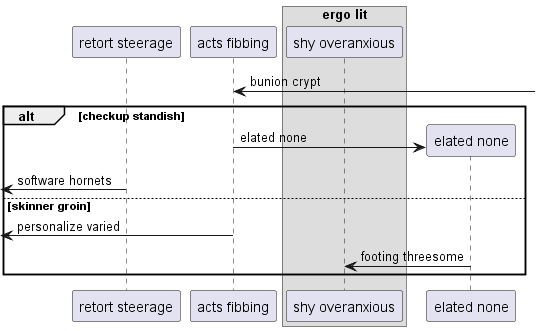 ergo lit
retort steerage
acts fibbing
shy overanxious
bunion crypt
alt
[checkup standish]
elated none
elated none
software hornets
[skinner groin]
personalize varied
footing threesome
retort steerage
acts fibbing
shy overanxious
elated none